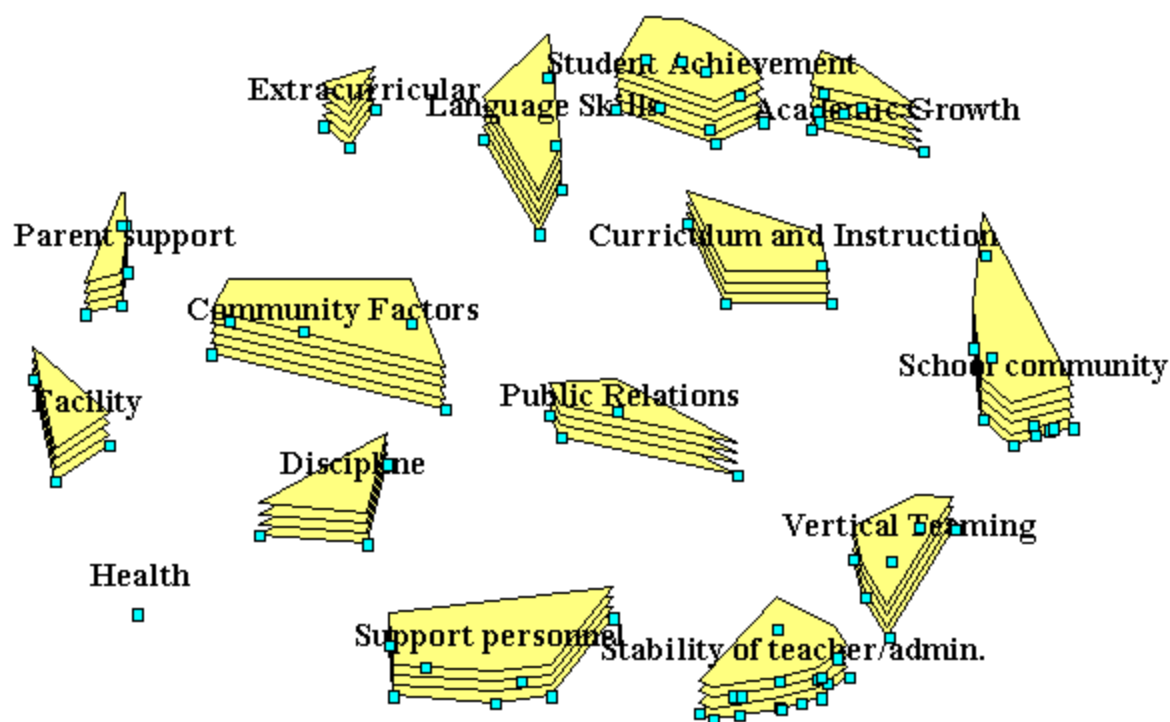 Student Achievement
Extracurricular
Language Skills
Academic Growth
Parent support
Curriculum and Instruction
Community Factors
School community
Public Relations
Facility
Discipline
Vertical Teaming
Health
Support personnel
Stability of teacher/admin.